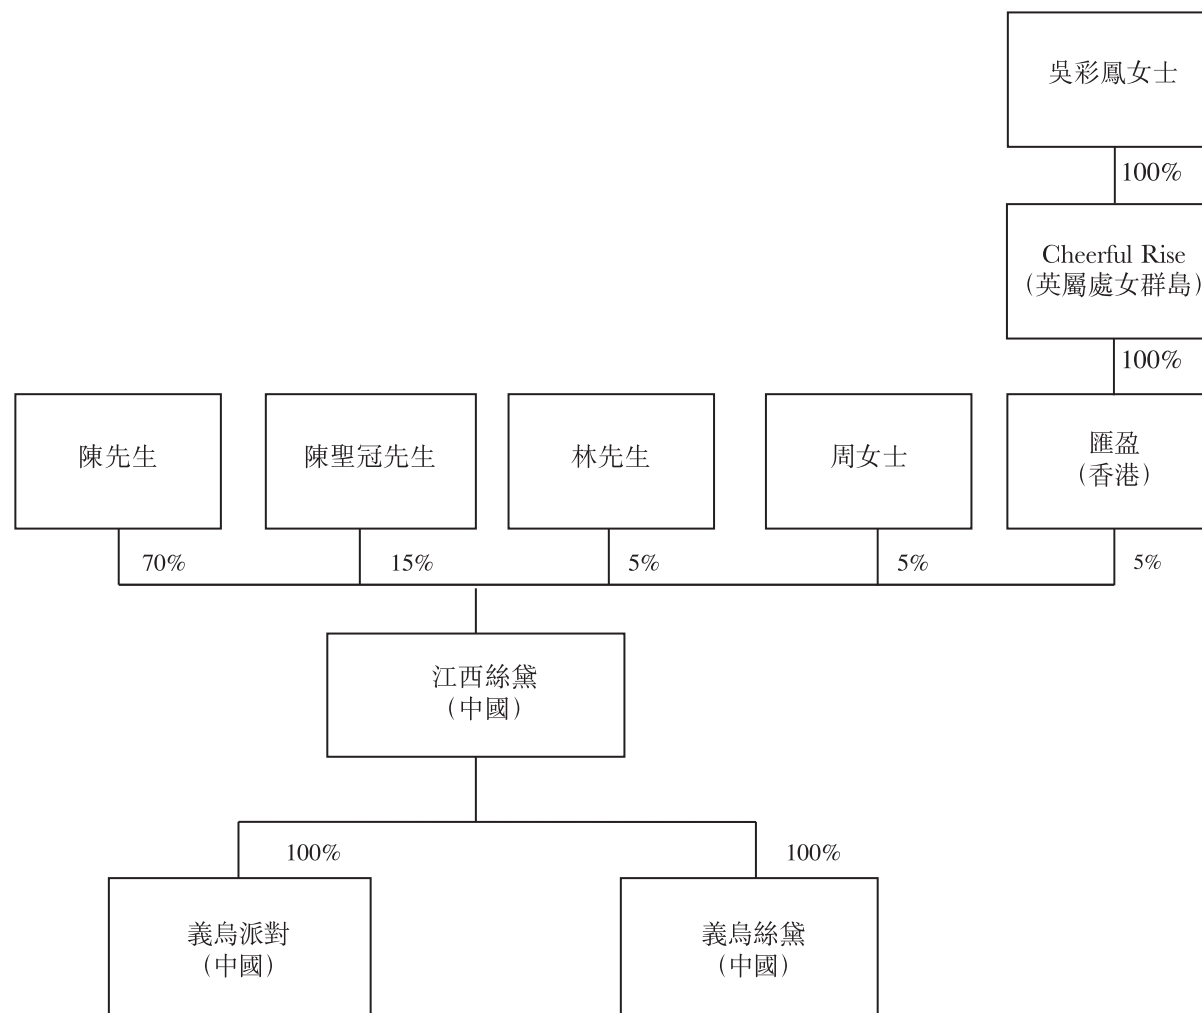 吳彩鳳女士
100%
Cheerful Rise
(英屬處女群島)
100%
陳先生
陳聖冠先生
林先生
周女士
匯盈
(香港)
70%
15%
5%
5%
5%
江西絲黛
(中國)
100%
100%
義烏派對
(中國)
義烏絲黛
(中國)